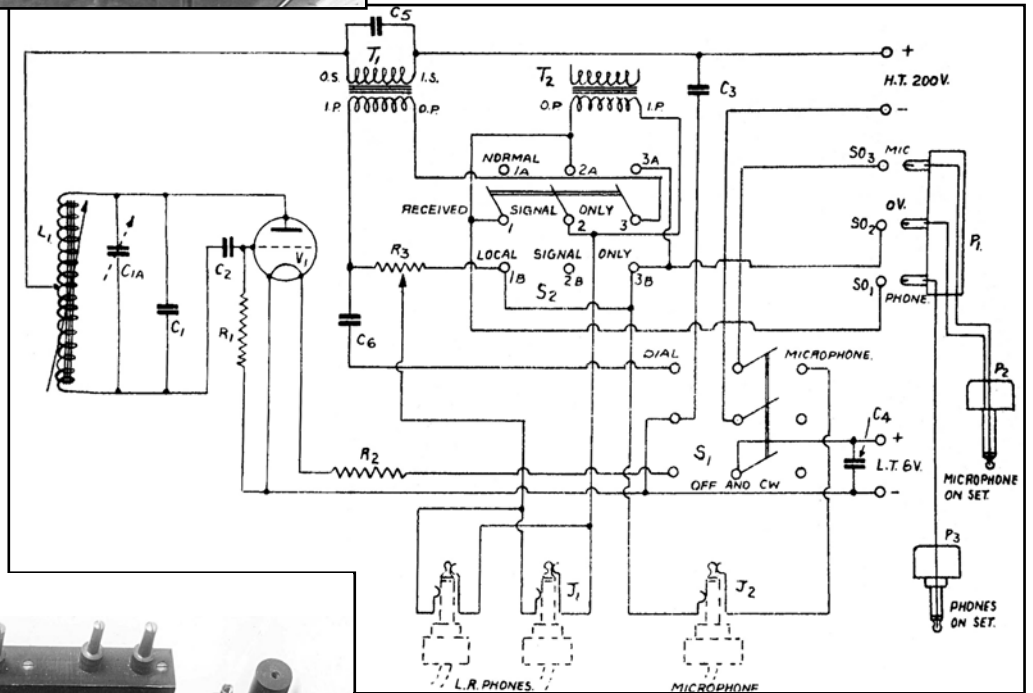 C5
T1
O.S.
I.S.
I.P.
O.P.
T2
O.P.
I.P.
C3
+
H.T. 200V.
-
NORMAL
1A
2A
3A
RECEIVED
SIGNAL
ONLY
1
2
3
SO3
MIC
0V.
SO2
P1.
SO1
PHONE.
L1
C1A
C1
C2
V1
R1
R3
LOCAL
SIGNAL
ONLY
1B
2B
3B
S2
C6
DIAL
MICROPHONE.
R2
S1
OFF AND CW
C4
+
L.T. 6V.
-
P2
MICROPHONE
ON SET.
P3
PHONES
ON SET.
J1
J2
L.R. PHONES.
MICROPHONE